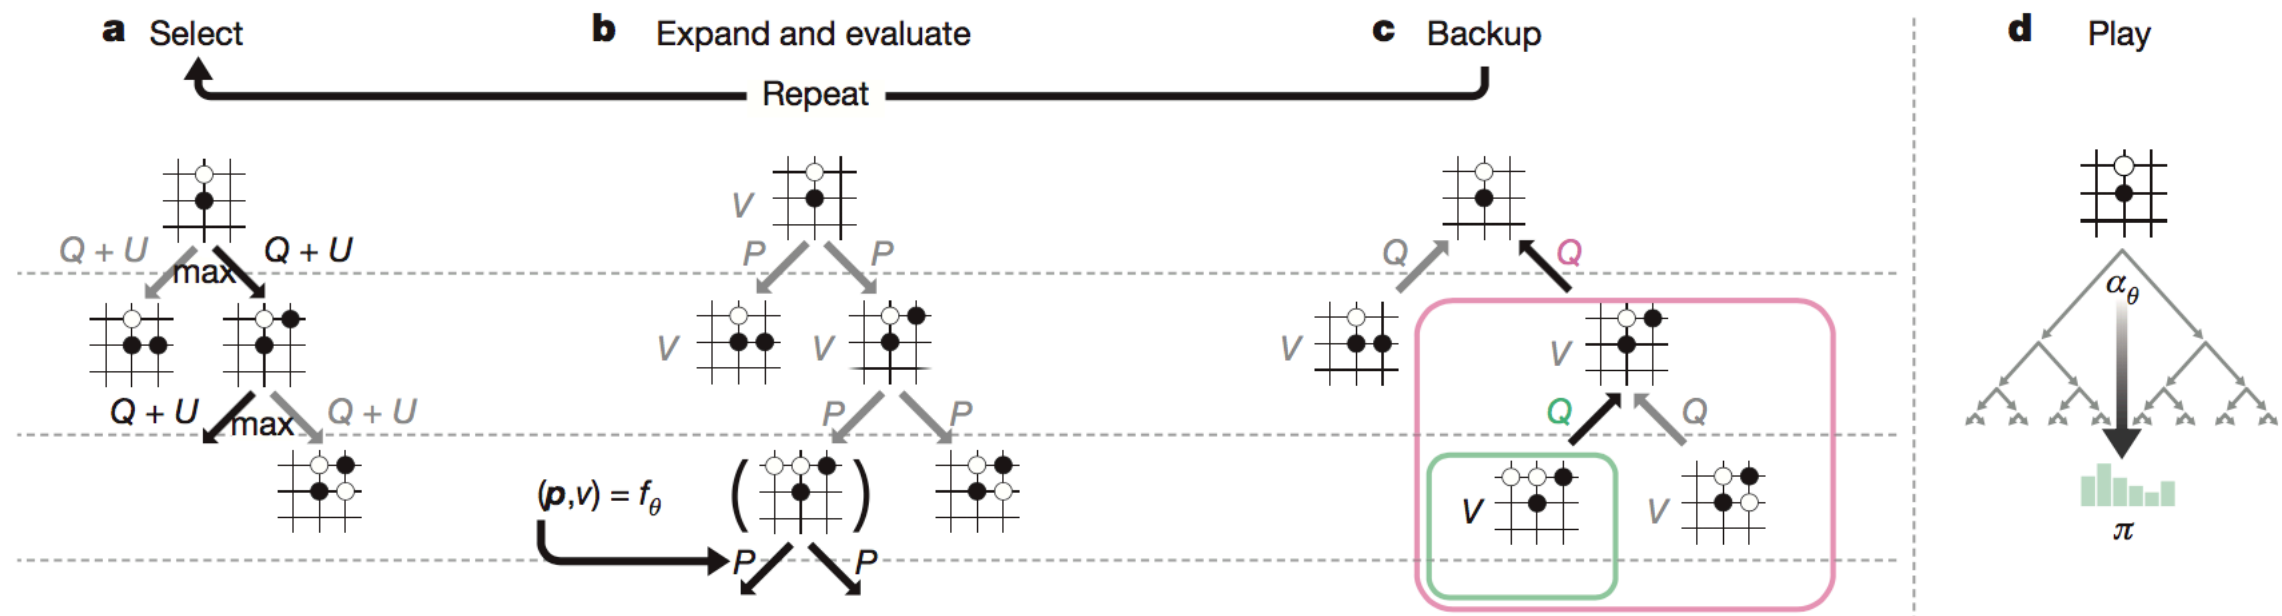 a Select
b Expand and evaluate
c Backup
d Play
Repeat
Q + U
max
Q + U
Q + U
max
Q + U
V
P
P
V
V
P
P
(p,v) = fθ
(
)
P
P
Q
Q
V
V
Q
Q
V
V
αθ
π